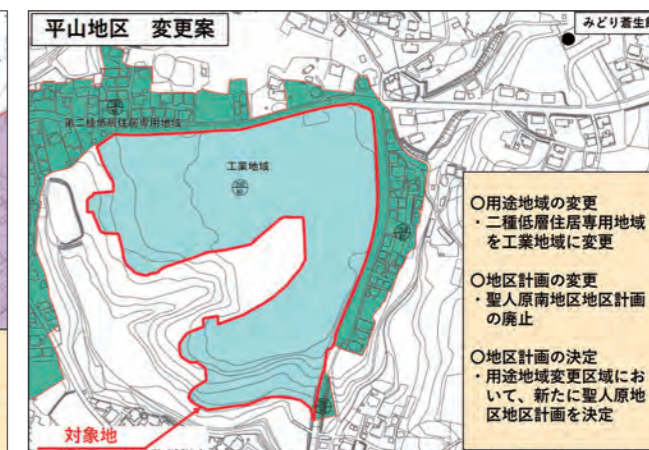 平山地区　変更案
みどり蒼生館
第二種低層住居専用地域
工業地域
〇用途地域の変更
・二種低層住居専用地域
を工業地域に変更
〇地区計画の変更
・聖人原南地区地区計画
の廃止
〇地区計画の決定
・用途地域変更区域にお
いて、新たに聖人原地
区地区計画を決定
対象地